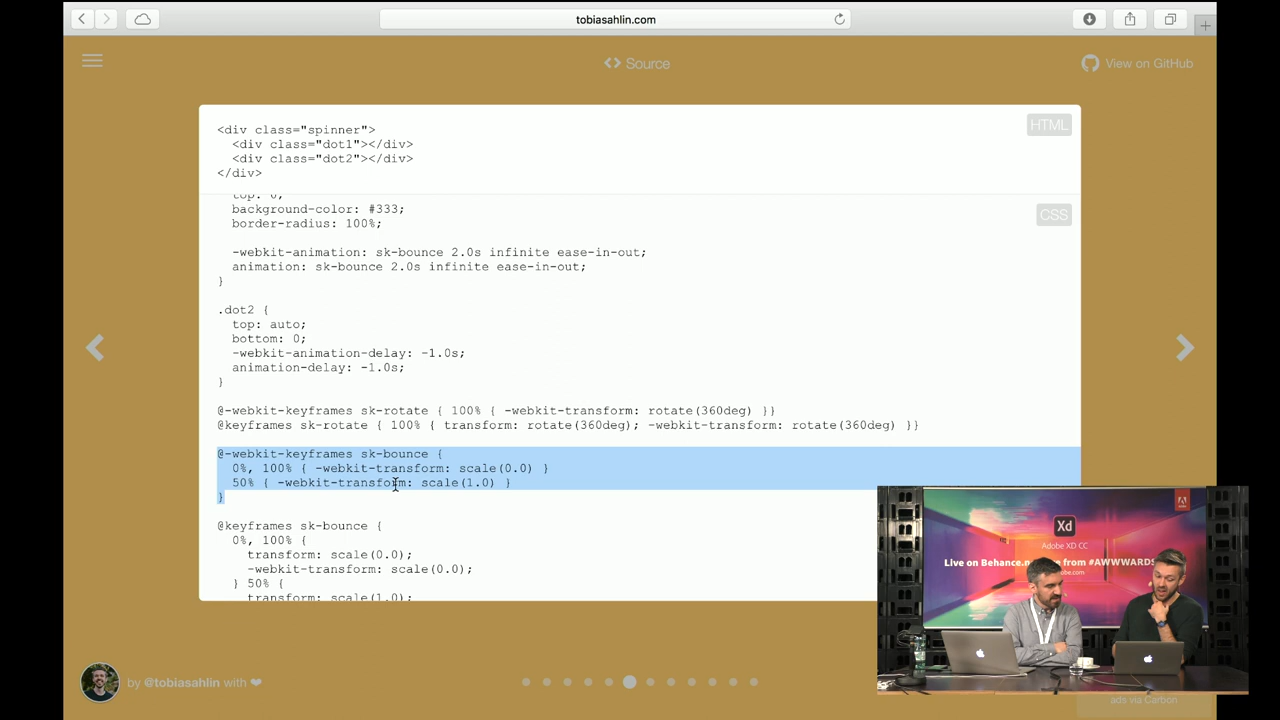 tobiasahlin.com
<> Source
View on GitHub
HTML
<div class="spinner">
  <div class="dot1"></div>
  <div class="dot2"></div>
</div>
CSS
top: 0;
background-color: #333;
border-radius: 100%;
-webkit-animation: sk-bounce 2.0s infinite ease-in-out;
animation: sk-bounce 2.0s infinite ease-in-out;
}
.dot2 {
top: auto;
bottom: 0;
-webkit-animation-delay: -1.0s;
animation-delay: -1.0s;
}
@-webkit-keyframes sk-rotate { 100% { -webkit-transform: rotate(360deg) }}
@keyframes sk-rotate { 100% { transform: rotate(360deg); -webkit-transform: rotate(360deg) }}
@-webkit-keyframes sk-bounce {
0%, 100% { -webkit-transform: scale(0.0) }
50% { -webkit-transform: scale(1.0) }
}
@keyframes sk-bounce {
0%, 100% {
transform: scale(0.0);
-webkit-transform: scale(0.0);
} 50% {
transform: scale(1.0);
Xd
Adobe XD CC
Live on Behance.n from #AWWWARDS
by @tobiasahlin with ❤
ads via Carbon